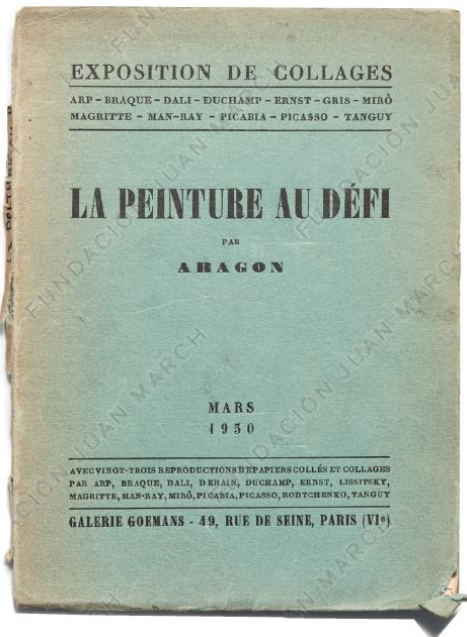 EXPOSITION DE COLLAGES
ARP – BRAQUE – DALI – DUCHAMP – ERNST – GRIS – MIRÒ
MAGRITTE – MAN-RAY – PICABIA – PICASSO – TANGUY
LA PEINTURE AU DÉFI
PAR
ARAGON
MARS
1930
AVEC VINGT-TROIS REPRODUCTIONS DE PAPIERS COLLÉS ET COLLAGES
PAR ARP, BRAQUE, DALI, DERAIN, DUCHAMP, ERNST, LISSITSKY,
MAGRITTE, MAN-RAY, MIRÒ, PICABIA, PICASSO, RODTCHENKO, TANGUY
GALERIE GOEMANS - 49, RUE DE SEINE, PARIS (VIe)
FUNDACIÓN JUAN MARCH